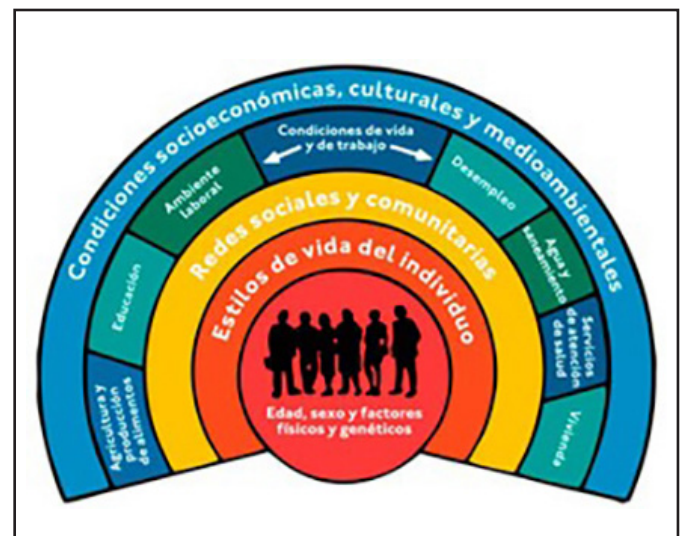 Condiciones socioeconómicas, culturales y medioambientales
Condiciones de vida
y de trabajo
Agricultura y
producción
de alimentos
Educación
Ambiente
laboral
Desempleo
Agua y
saneamiento
Servicios
de atención
de salud
Vivienda
Redes sociales y comunitarias
Estilos de vida del individuo
Edad, sexo y factores
físicos y genéticos